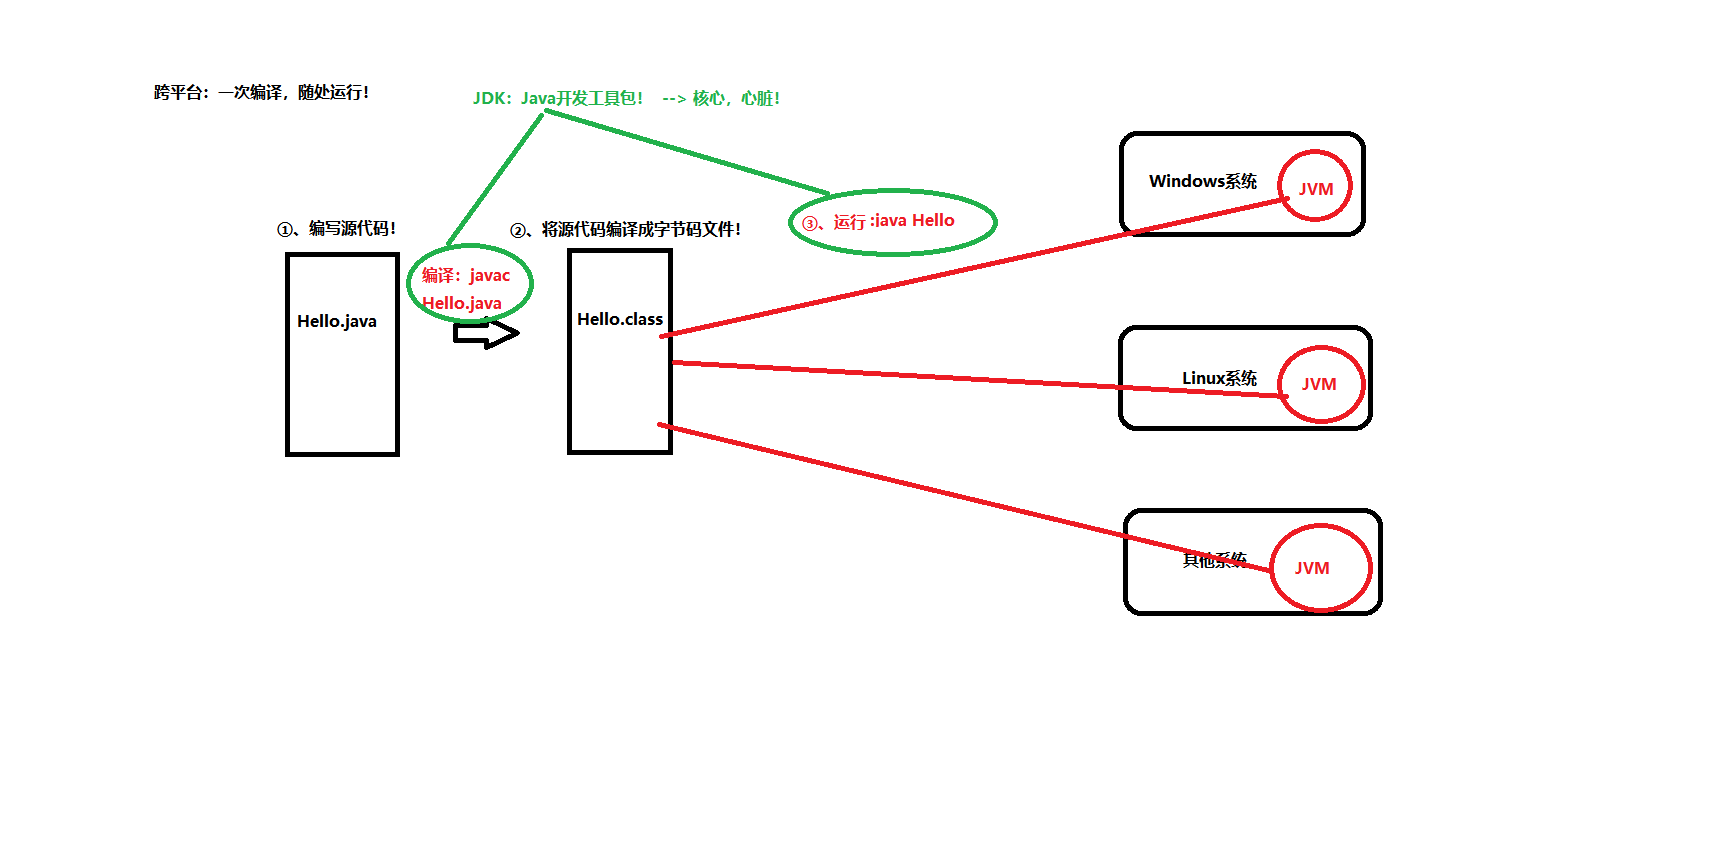 跨平台：一次编译，随处运行！
JDK：Java开发工具包！ --> 核心，心脏！
①、编写源代码！
编译：javac
Hello.java
②、将源代码编译成字节码文件！
③、运行 :java Hello
Hello.java
Hello.class
Windows系统
JVM
Linux系统
JVM
其他系统
JVM